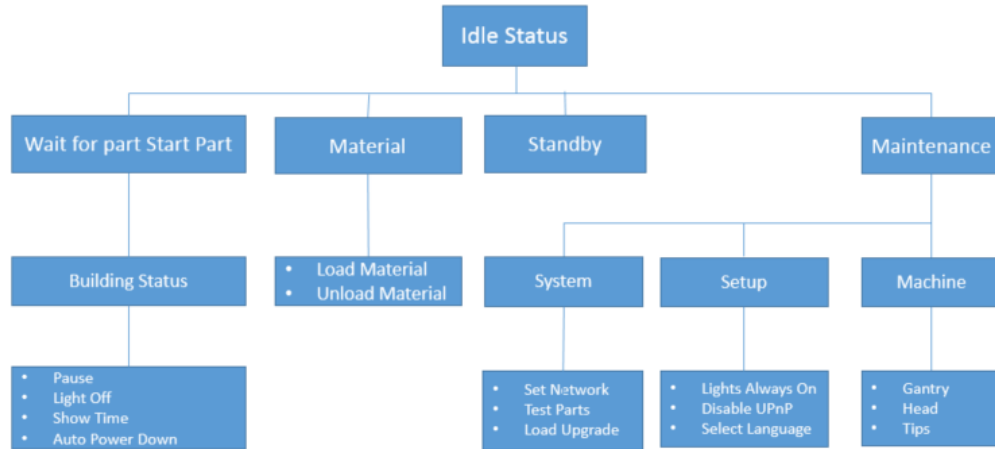 Idle Status
Wait for part Start Part
Material
Standby
Maintenance
Building Status
• Load Material
• Unload Material
System
Setup
Machine
• Pause
• Light Off
• Show Time
• Auto Power Down
• Set Network
• Test Parts
• Load Upgrade
• Lights Always On
• Disable UPnP
• Select Language
• Gantry
• Head
• Tips